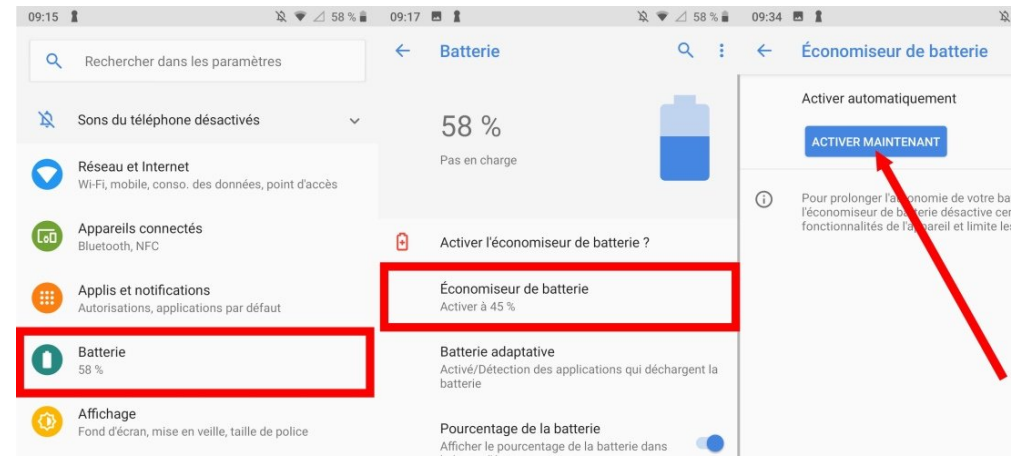 09:15
58 %
Rechercher dans les paramètres
Sons du téléphone désactivés
Réseau et Internet
Wi-Fi, mobile, conso. des données, point d'accès
Appareils connectés
Bluetooth, NFC
Applis et notifications
Autorisations, applications par défaut
Batterie
58 %
Affichage
Fond d'écran, mise en veille, taille de police
09:17
58 %
Batterie
58 %
Pas en charge
Activer l'économiseur de batterie ?
Économiseur de batterie
Activer à 45 %
Batterie adaptative
Activé/Détection des applications qui déchargent la
batterie
Pourcentage de la batterie
Afficher le pourcentage de la batterie dans
09:34
Économiseur de batterie
Activer automatiquement
ACTIVER MAINTENANT
Pour prolonger l'autonomie de votre ba
l'économiseur de batterie désactive cer
fonctionnalités de l'appareil et limite les